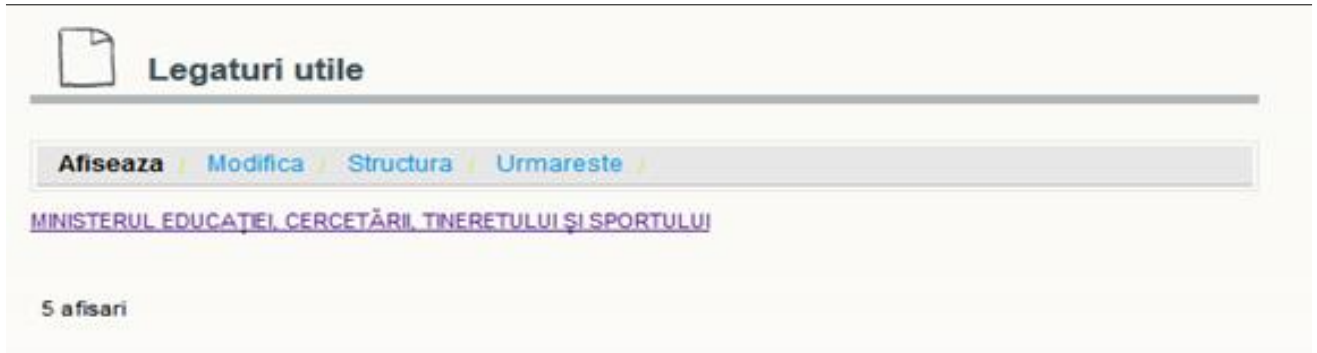 Legaturi utile
Afiseaza / Modifica / Structura / Urmareste /
MINISTERUL EDUCAŢIEI, CERCETĂRII, TINERETULUI ŞI SPORTULUI
5 afisari